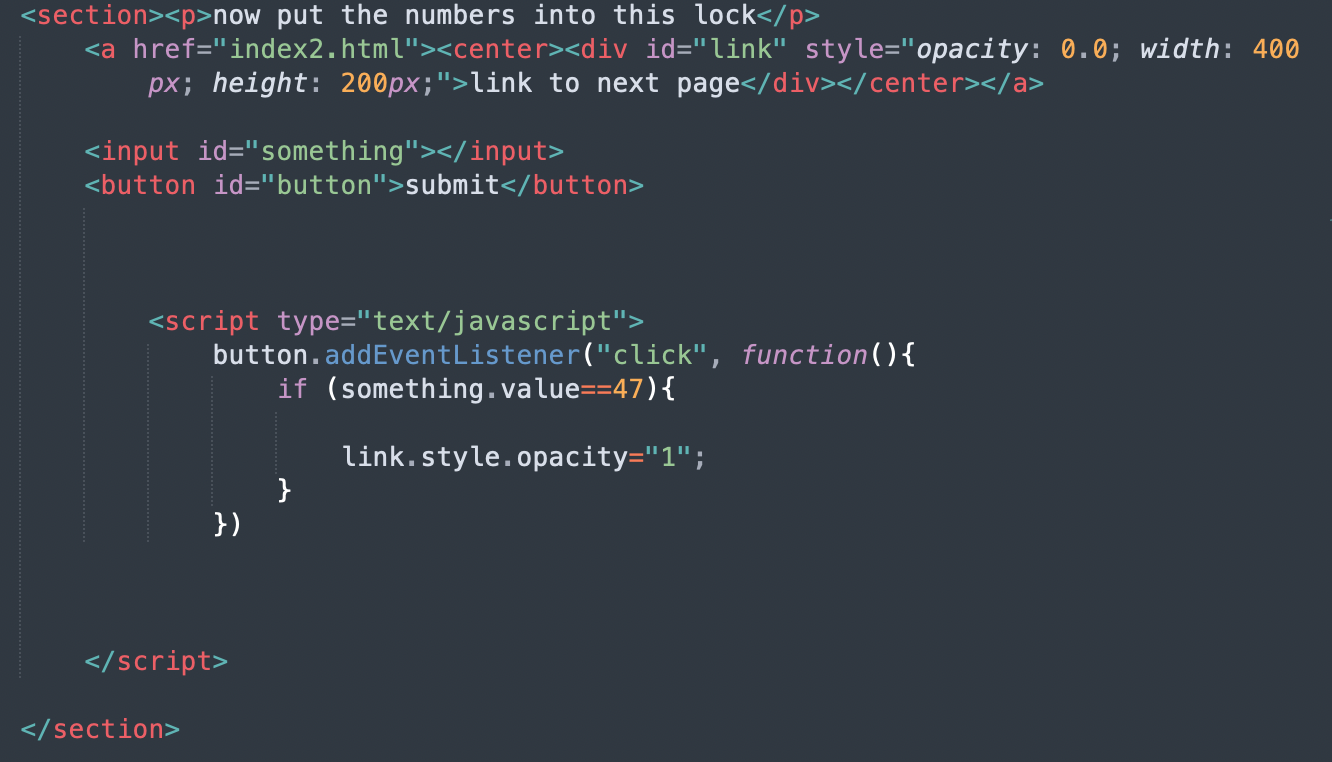 <section><p>now put the numbers into this lock</p>
<a href="index2.html"><center><div id="link" style="opacity: 0.0; width: 400
px; height: 200px;">link to next page</div></center></a>
<input id="something"></input>
<button id="button">submit</button>
<script type="text/javascript">
button.addEventListener("click", function(){
if (something.value==47){
link.style.opacity="1";
}
})
</script>
</section>